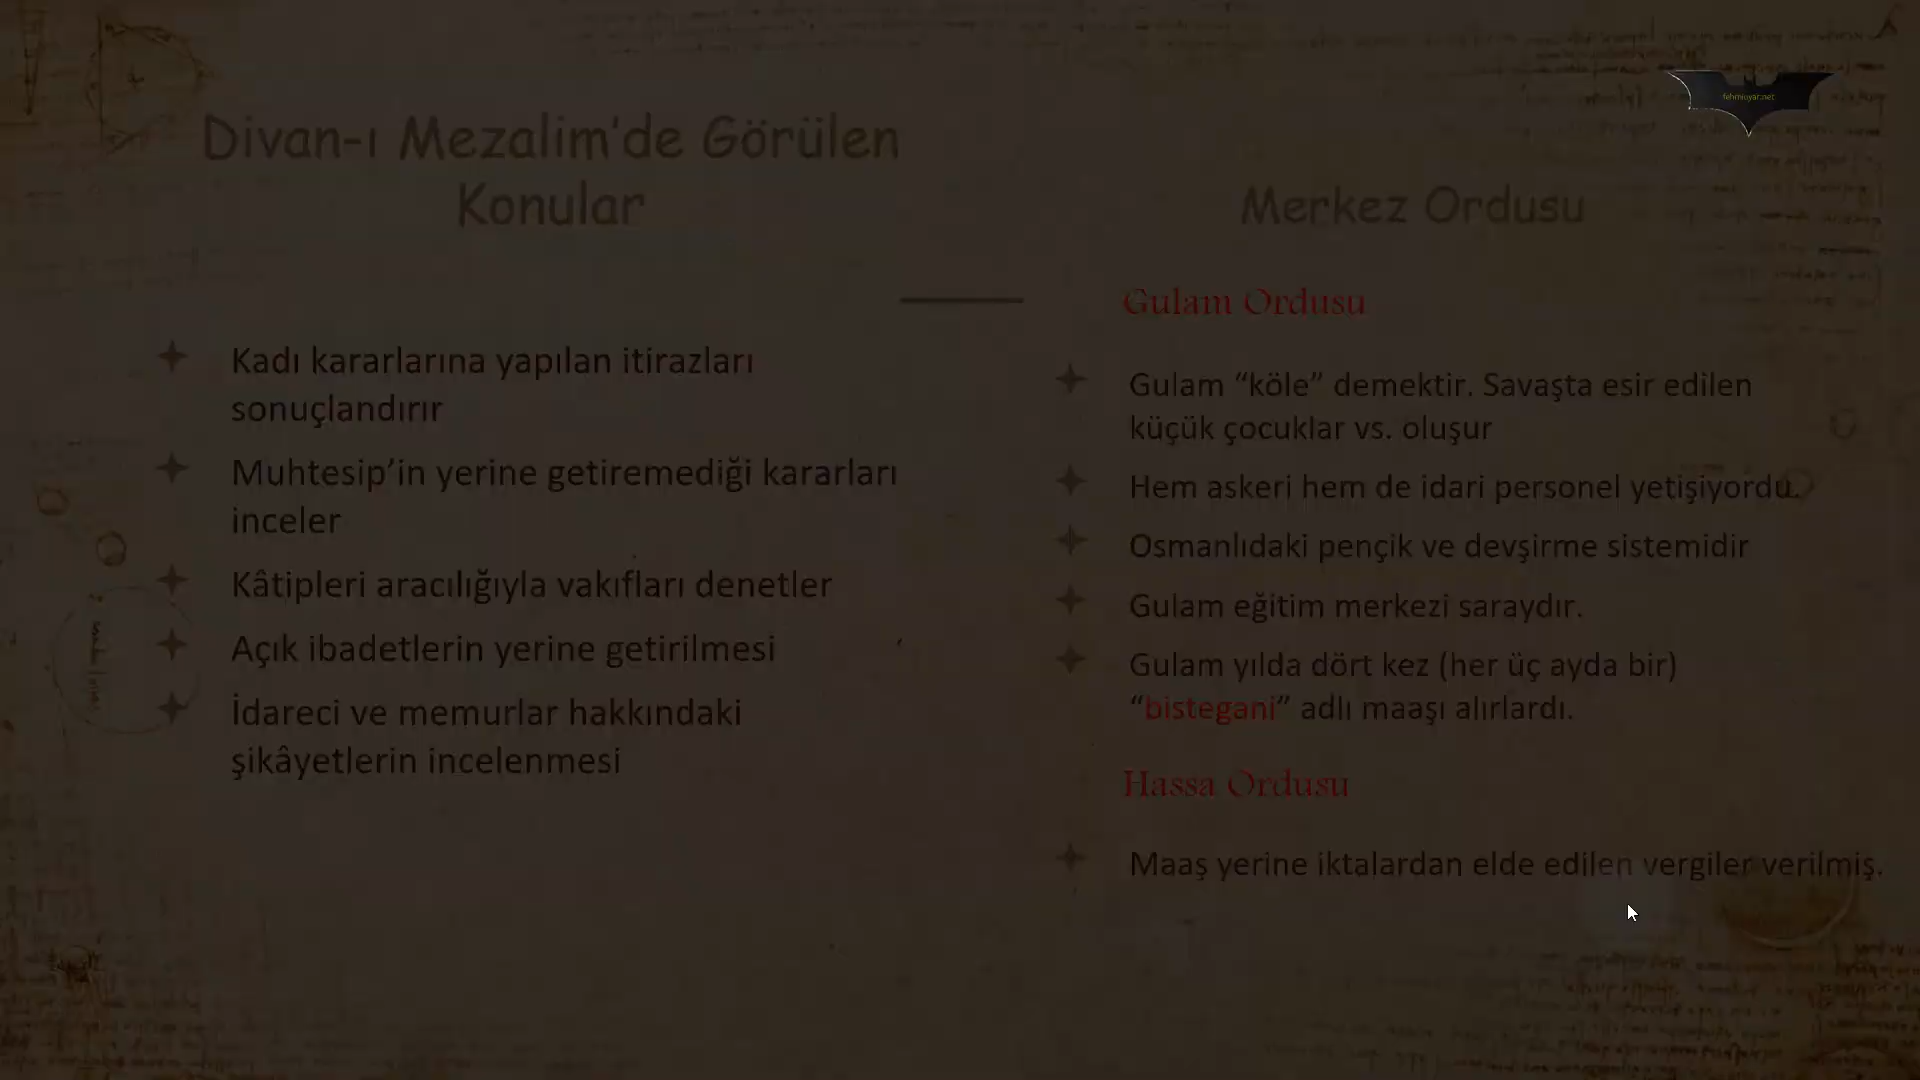 fehmiuyar.net
Divan-ı Mezalim’de Görülen
Konular
Kadı kararlarına yapılan itirazları
sonuçlandırır
Muhtesip’in yerine getiremediği kararları
inceler
Kâtipleri aracılığıyla vakıfları denetler
Açık ibadetlerin yerine getirilmesi
İdareci ve memurlar hakkındaki
şikâyetlerin incelenmesi
Merkez Ordusu
Gulam Ordusu
Gulam “köle” demektir. Savaşta esir edilen
küçük çocuklar vs. oluşur
Hem askeri hem de idari personel yetişiyordu.
Osmanlıdaki pençik ve devşirme sistemidir
Gulam eğitim merkezi saraydır.
Gulam yılda dört kez (her üç ayda bir)
“bistegani” adlı maaşı alırlardı.
Hassa Ordusu
Maaş yerine iktalardan elde edilen vergiler verilmiş.